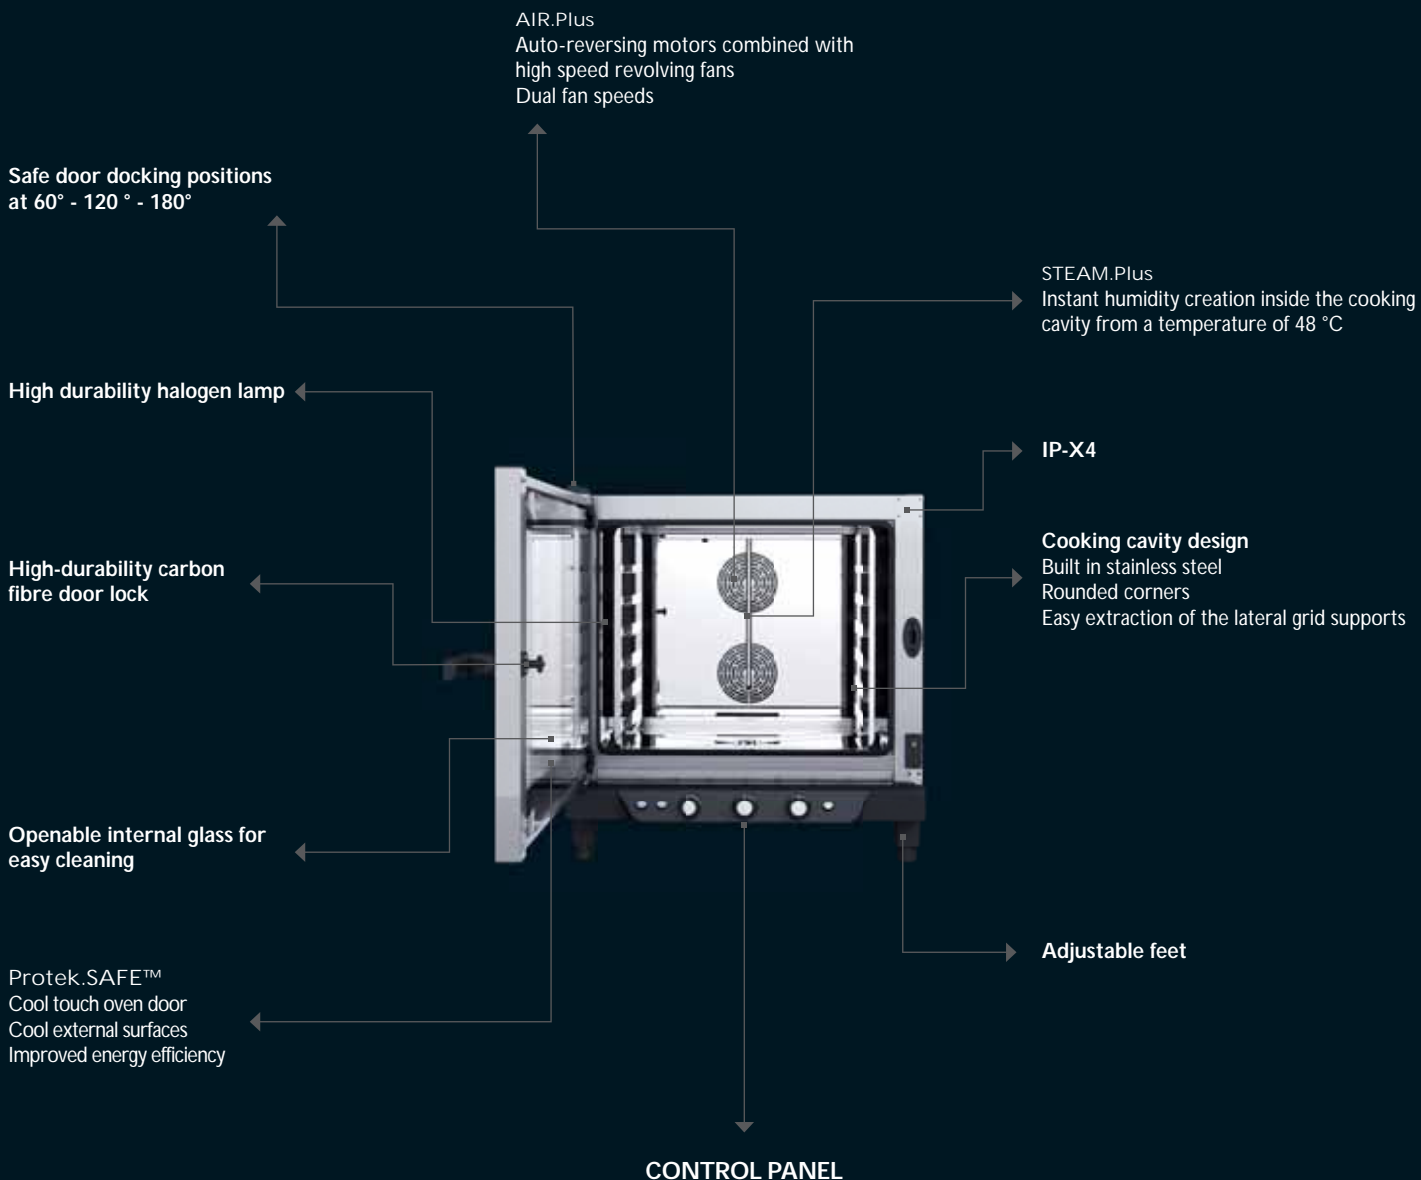 AIR.Plus
Auto-reversing motors combined with
high speed revolving fans
Dual fan speeds
Safe door docking positions
at 60° - 120 ° - 180°
STEAM.Plus
Instant humidity creation inside the cooking
cavity from a temperature of 48 °C
High durability halogen lamp
IP-X4
Cooking cavity design
Built in stainless steel
Rounded corners
Easy extraction of the lateral grid supports
High-durability carbon
fibre door lock
Openable internal glass for
easy cleaning
Adjustable feet
Protek.SAFE™
Cool touch oven door
Cool external surfaces
Improved energy efficiency
CONTROL PANEL